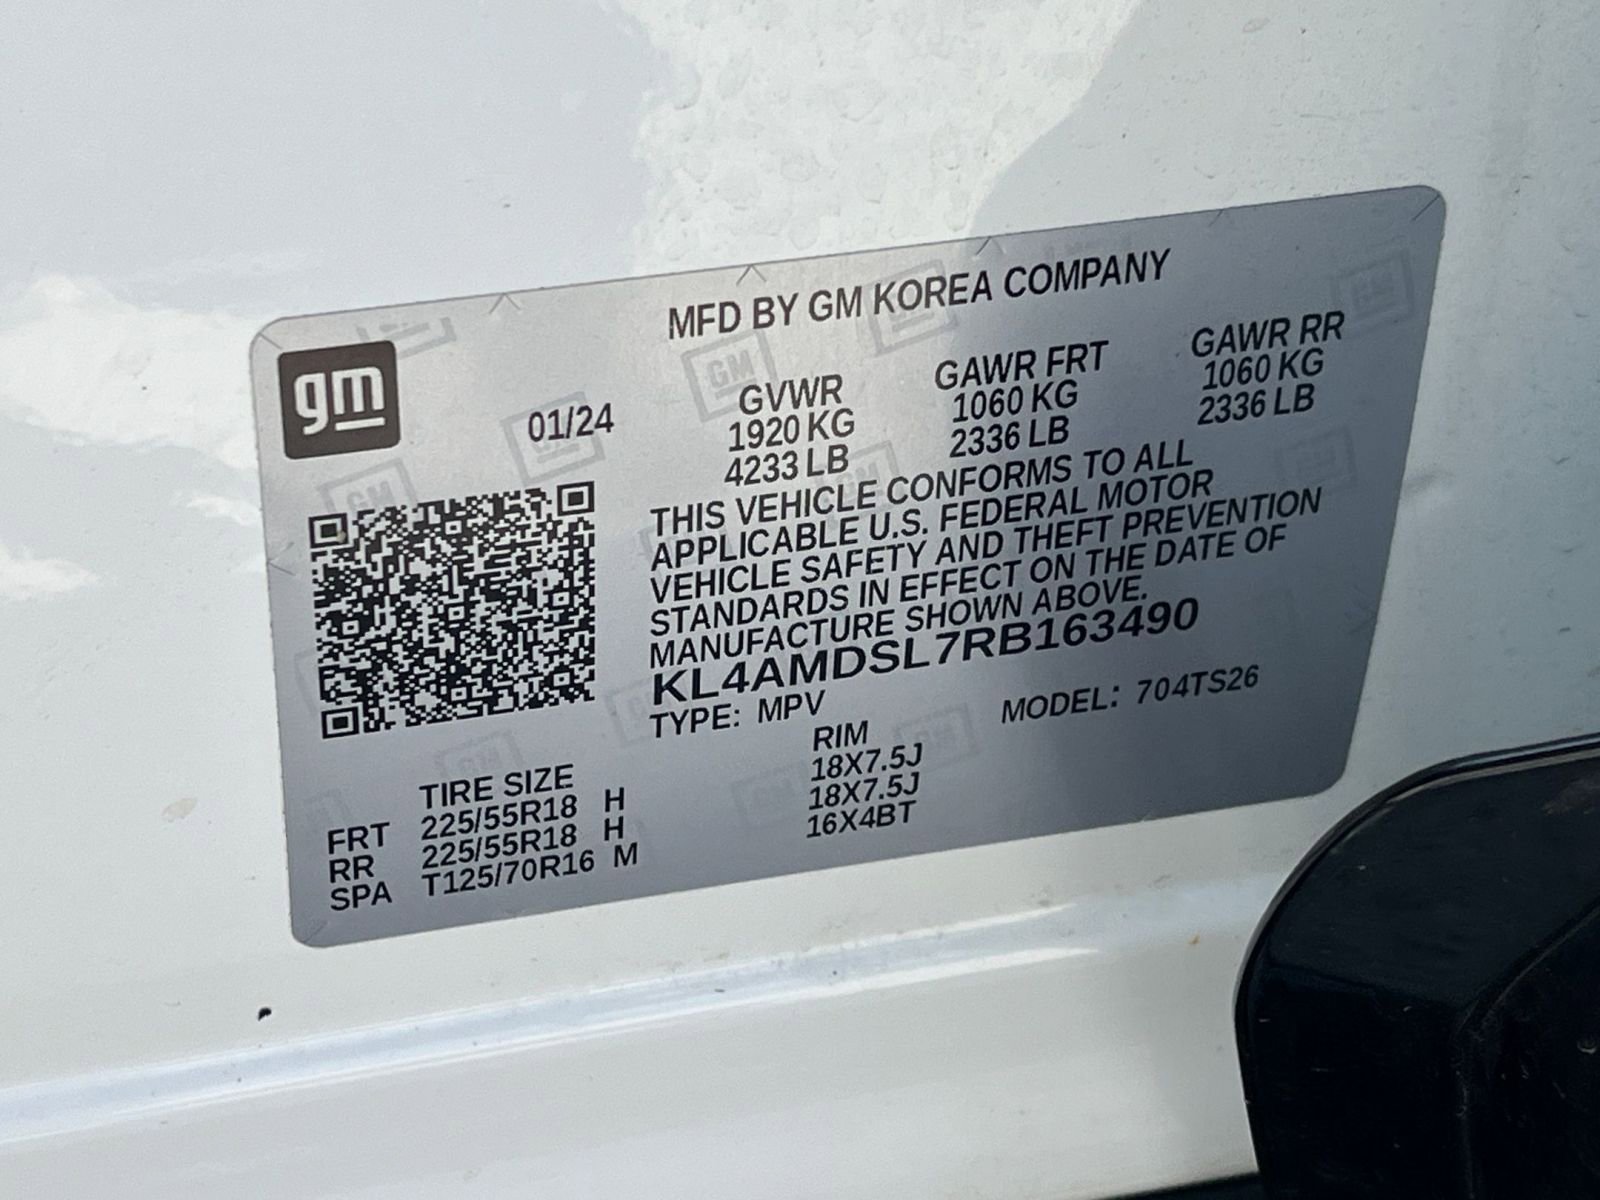 MFD BY GM KOREA COMPANY
gm
01/24
GVWR GAWR FRT GAWR RR
1920 KG 1060 KG 1060 KG
4233 LB 2336 LB 2336 LB
THIS VEHICLE CONFORMS TO ALL
APPLICABLE U.S. FEDERAL MOTOR
VEHICLE SAFETY AND THEFT PREVENTION
STANDARDS IN EFFECT ON THE DATE OF
MANUFACTURE SHOWN ABOVE.
KL4AMDSL7RB163490
TYPE: MPV MODEL: 704TS26
TIRE SIZE RIM
FRT 225/55R18 H 18X7.5J
RR 225/55R18 H 18X7.5J
SPA T125/70R16 M 16X4BT